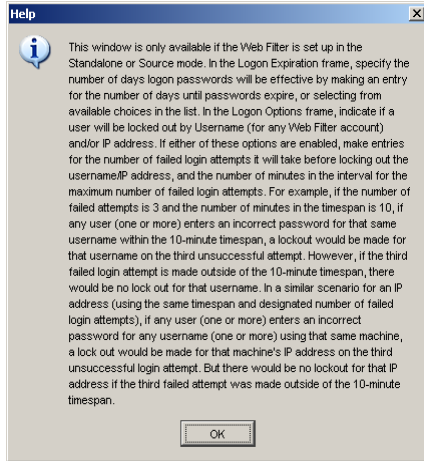 Help
This window is only available if the Web Filter is set up in the
Standalone or Source mode. In the Logon Expiration frame, specify the
number of days logon passwords will be effective by making an entry
for the number of days until passwords expire, or selecting from
available choices in the list. In the Logon Options frame, indicate if a
user will be locked out by Username (for any Web Filter account)
and/or IP address. If either of these options are enabled, make entries
for the number of failed login attempts it will take before locking out the
username/IP address, and the number of minutes in the interval for the
maximum number of failed login attempts. For example, if the number of
failed attempts is 3 and the number of minutes in the timespan is 10, if
any user (one or more) enters an incorrect password for that same
username within the 10-minute timespan, a lockout would be made for
that username on the third unsuccessful attempt. However, if the third
failed login attempt is made outside of the 10-minute timespan, there
would be no lock out for that username. In a similar scenario for an IP
address (using the same timespan and designated number of failed
login attempts), if any user (one or more) enters an incorrect
password for any username (one or more) using that same machine,
a lock out would be made for that machine's IP address on the third
unsuccessful login attempt. But there would be no lockout for that IP
address if the third failed attempt was made outside of the 10-minute
timespan.
OK